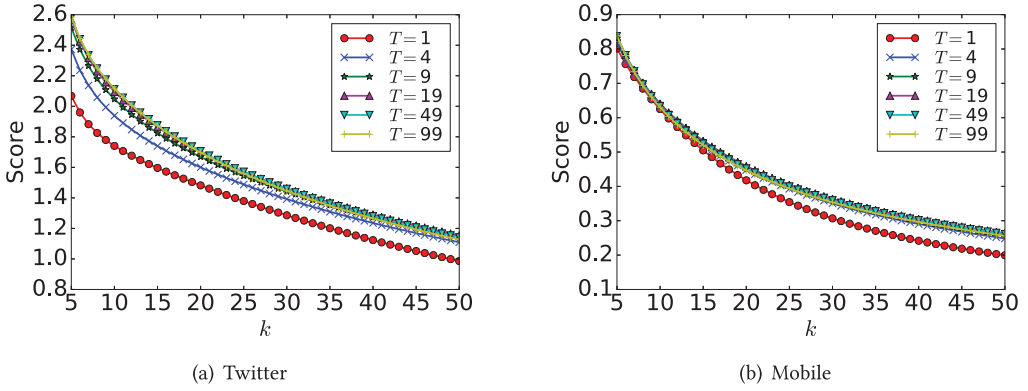 2.6
2.4
2.2
2.0
1.8
1.6
1.4
1.2
1.0
0.8
Score
5 10 15 20 25 30 35 40 45 50
k
T = 1
T = 4
T = 9
T = 19
T = 49
T = 99
(a) Twitter
0.9
0.8
0.7
0.6
0.5
0.4
0.3
0.2
0.1
Score
5 10 15 20 25 30 35 40 45 50
k
T = 1
T = 4
T = 9
T = 19
T = 49
T = 99
(b) Mobile